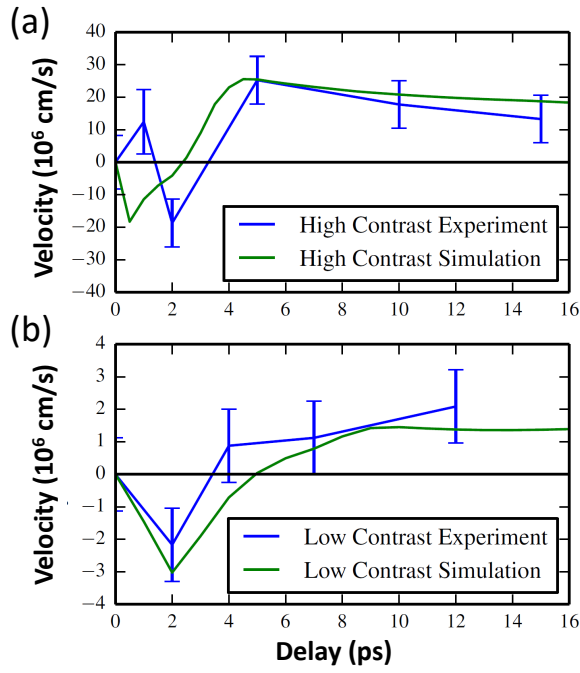 (a)
Velocity (10⁶ cm/s)
40
30
20
10
0
−10
−20
−30
−40
High Contrast Experiment
High Contrast Simulation
0 2 4 6 8 10 12 14 16
(b)
Velocity (10⁶ cm/s)
4
3
2
1
0
−1
−2
−3
−4
Low Contrast Experiment
Low Contrast Simulation
0 2 4 6 8 10 12 14 16
Delay (ps)